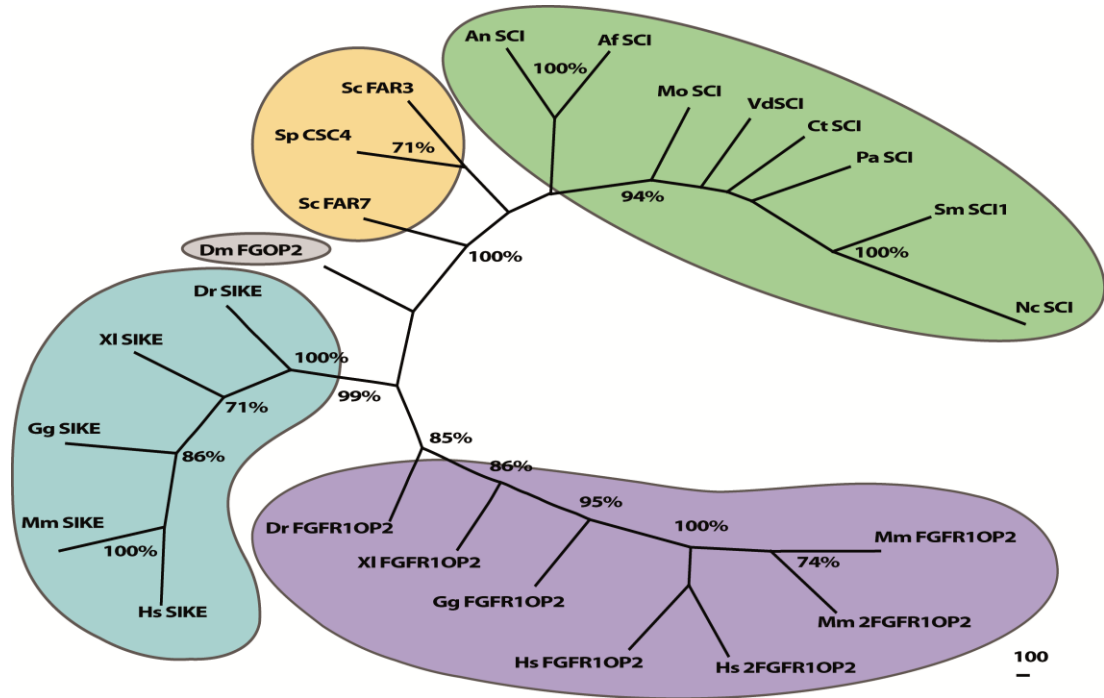 An SCI
Af SCI
100%
Mo SCI
VdSCI
Ct SCI
Pa SCI
94%
Sm SCI1
100%
Nc SCI
Sc FAR3
Sp CSC4
71%
Sc FAR7
100%
Dm FGOP2
Dr SIKE
Xl SIKE
100%
99%
71%
Gg SIKE
86%
Mm SIKE
100%
Hs SIKE
85%
86%
95%
100%
Dr FGFR1OP2
Xl FGFR1OP2
Gg FGFR1OP2
Mm FGFR1OP2
74%
Mm 2FGFR1OP2
Hs FGFR1OP2
Hs 2FGFR1OP2
100